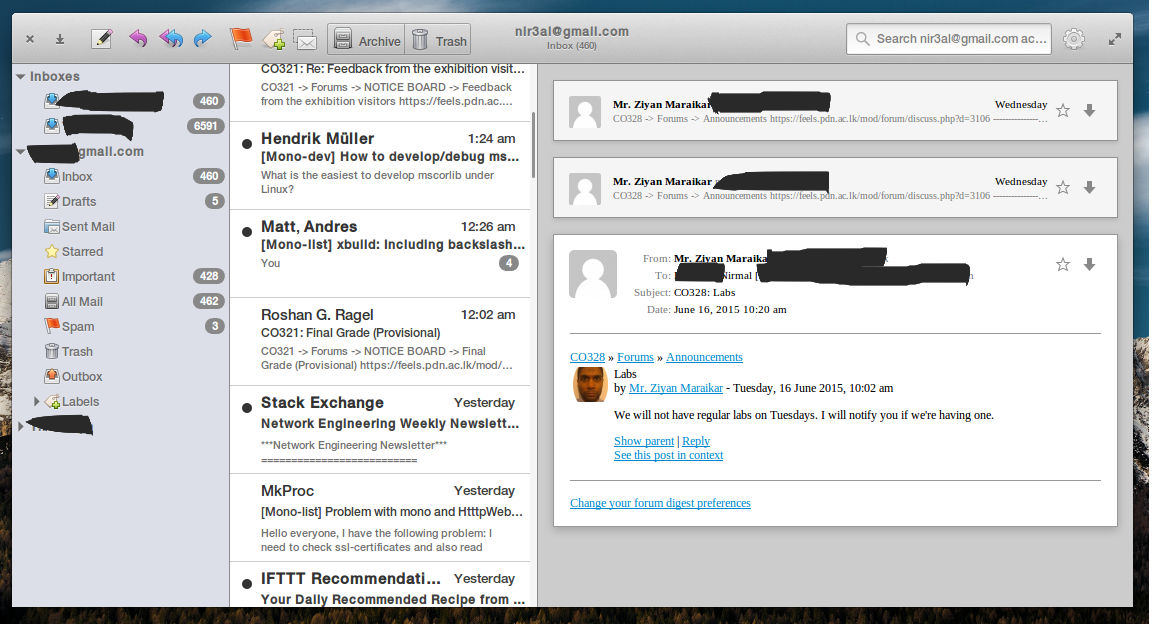 Archive
Trash
nir3al@gmail.com
Inbox (460)
Search nir3al@gmail.com ac...
Inboxes
460
6591
gmail.com
Inbox 460
Drafts 5
Sent Mail
Starred
Important 428
All Mail 462
Spam 3
Trash
Outbox
Labels
CO321: Re: Feedback from the exhibition visit...
CO321 -> Forums -> NOTICE BOARD -> Feedback
from the exhibition visitors https://feels.pdn.ac....
Hendrik Müller 1:24 am
[Mono-dev] How to develop/debug ms...
What is the easiest to develop mscorlib under
Linux?
Matt, Andres 12:26 am
[Mono-list] xbuild: Including backslash...
You 4
Roshan G. Ragel 12:02 am
CO321: Final Grade (Provisional)
CO321 -> Forums -> NOTICE BOARD -> Final
Grade (Provisional) https://feels.pdn.ac.lk/mod/...
Stack Exchange Yesterday
Network Engineering Weekly Newslett...
***Network Engineering Newsletter***
==========================
MkProc Yesterday
[Mono-list] Problem with mono and HtttpWeb...
Hello everyone, I have the following problem: I
need to check ssl-certificates and also read
IFTTT Recommendati... Yesterday
Your Daily Recommended Recipe from ...
Mr. Ziyan Maraikar Wednesday
CO328 -> Forums -> Announcements https://feels.pdn.ac.lk/mod/forum/discuss.php?d=3106 ---------------...
Mr. Ziyan Maraikar Wednesday
CO328 -> Forums -> Announcements https://feels.pdn.ac.lk/mod/forum/discuss.php?d=3106 ---------------...
From: Mr. Ziyan Maraika
To: Nirmal [
Subject: CO328: Labs
Date: June 16, 2015 10:20 am
CO328 » Forums » Announcements
Labs
by Mr. Ziyan Maraikar - Tuesday, 16 June 2015, 10:02 am
We will not have regular labs on Tuesdays. I will notify you if we're having one.
Show parent | Reply
See this post in context
Change your forum digest preferences